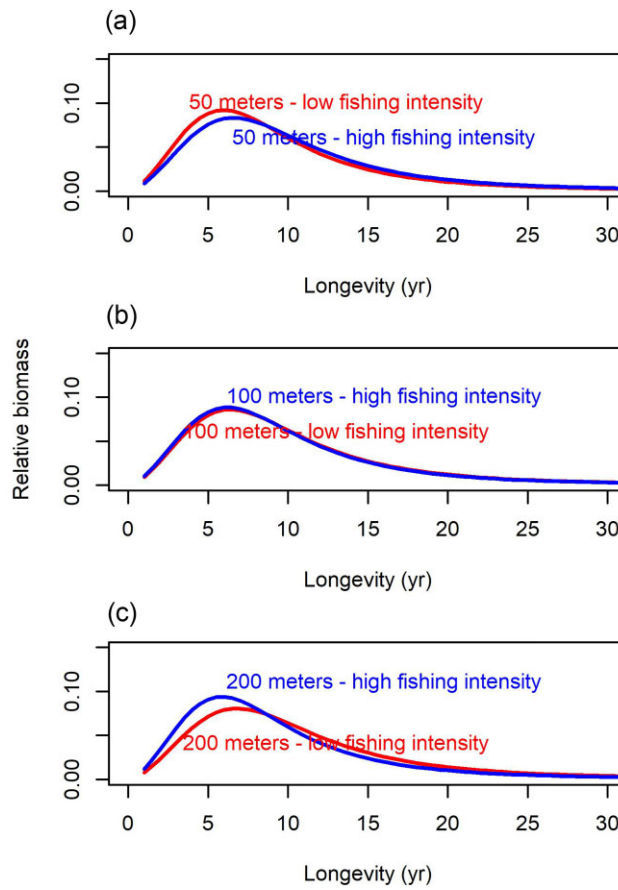 (a)
0.10
50 meters - low fishing intensity
50 meters - high fishing intensity
0.00
0 5 10 15 20 25 30
Longevity (yr)
(b)
0.10
100 meters - high fishing intensity
100 meters - low fishing intensity
0.00
0 5 10 15 20 25 30
Longevity (yr)
Relative biomass
(c)
0.10
200 meters - high fishing intensity
200 meters - low fishing intensity
0.00
0 5 10 15 20 25 30
Longevity (yr)